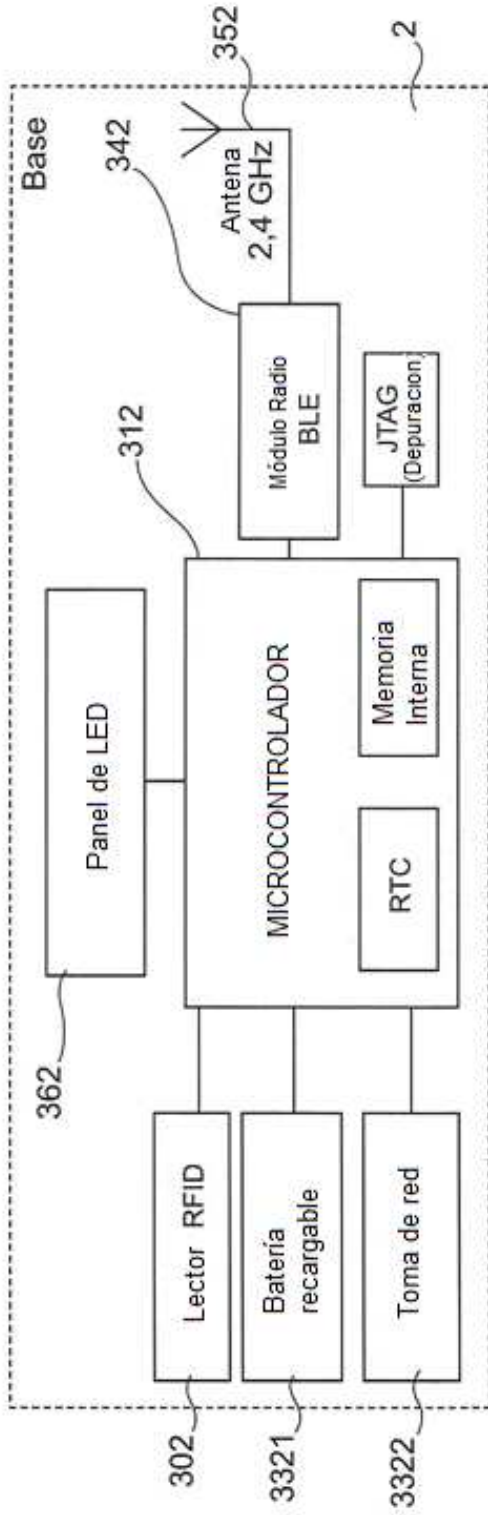 Base
2
362
Panel de LED
312
342
Antena
2,4 GHz
352
302
Lector RFID
MICROCONTROLADOR
Módulo Radio
BLE
3321
Batería
recargable
RTC
Memoria
Interna
JTAG
(Depuracion)
3322
Toma de red